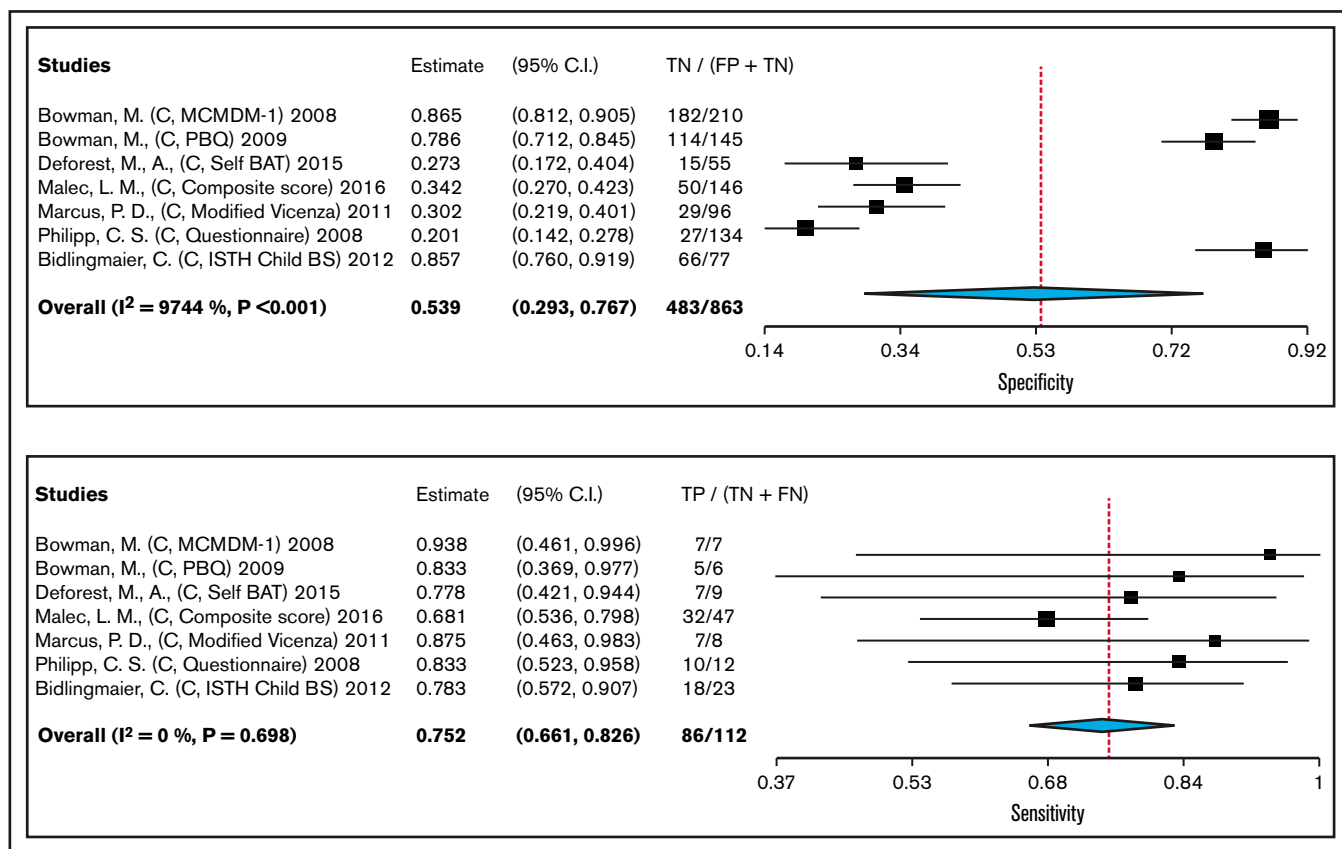 Studies Estimate (95% C.I.) TN / (FP + TN)
Bowman, M. (C, MCMDM-1) 2008 0.865 (0.812, 0.905) 182/210
Bowman, M., (C, PBQ) 2009 0.786 (0.712, 0.845) 114/145
Deforest, M., A., (C, Self BAT) 2015 0.273 (0.172, 0.404) 15/55
Malec, L. M., (C, Composite score) 2016 0.342 (0.270, 0.423) 50/146
Marcus, P. D., (C, Modified Vicenza) 2011 0.302 (0.219, 0.401) 29/96
Philipp, C. S. (C, Questionnaire) 2008 0.201 (0.142, 0.278) 27/134
Bidlingmaier, C. (C, ISTH Child BS) 2012 0.857 (0.760, 0.919) 66/77
Overall (I² = 9744 %, P <0.001) 0.539 (0.293, 0.767) 483/863
0.14 0.34 0.53 0.72 0.92
Specificity
Studies Estimate (95% C.I.) TP / (TN + FN)
Bowman, M. (C, MCMDM-1) 2008 0.938 (0.461, 0.996) 7/7
Bowman, M., (C, PBQ) 2009 0.833 (0.369, 0.977) 5/6
Deforest, M., A., (C, Self BAT) 2015 0.778 (0.421, 0.944) 7/9
Malec, L. M., (C, Composite score) 2016 0.681 (0.536, 0.798) 32/47
Marcus, P. D., (C, Modified Vicenza) 2011 0.875 (0.463, 0.983) 7/8
Philipp, C. S. (C, Questionnaire) 2008 0.833 (0.523, 0.958) 10/12
Bidlingmaier, C. (C, ISTH Child BS) 2012 0.783 (0.572, 0.907) 18/23
Overall (I² = 0 %, P = 0.698) 0.752 (0.661, 0.826) 86/112
0.37 0.53 0.68 0.84 1
Sensitivity